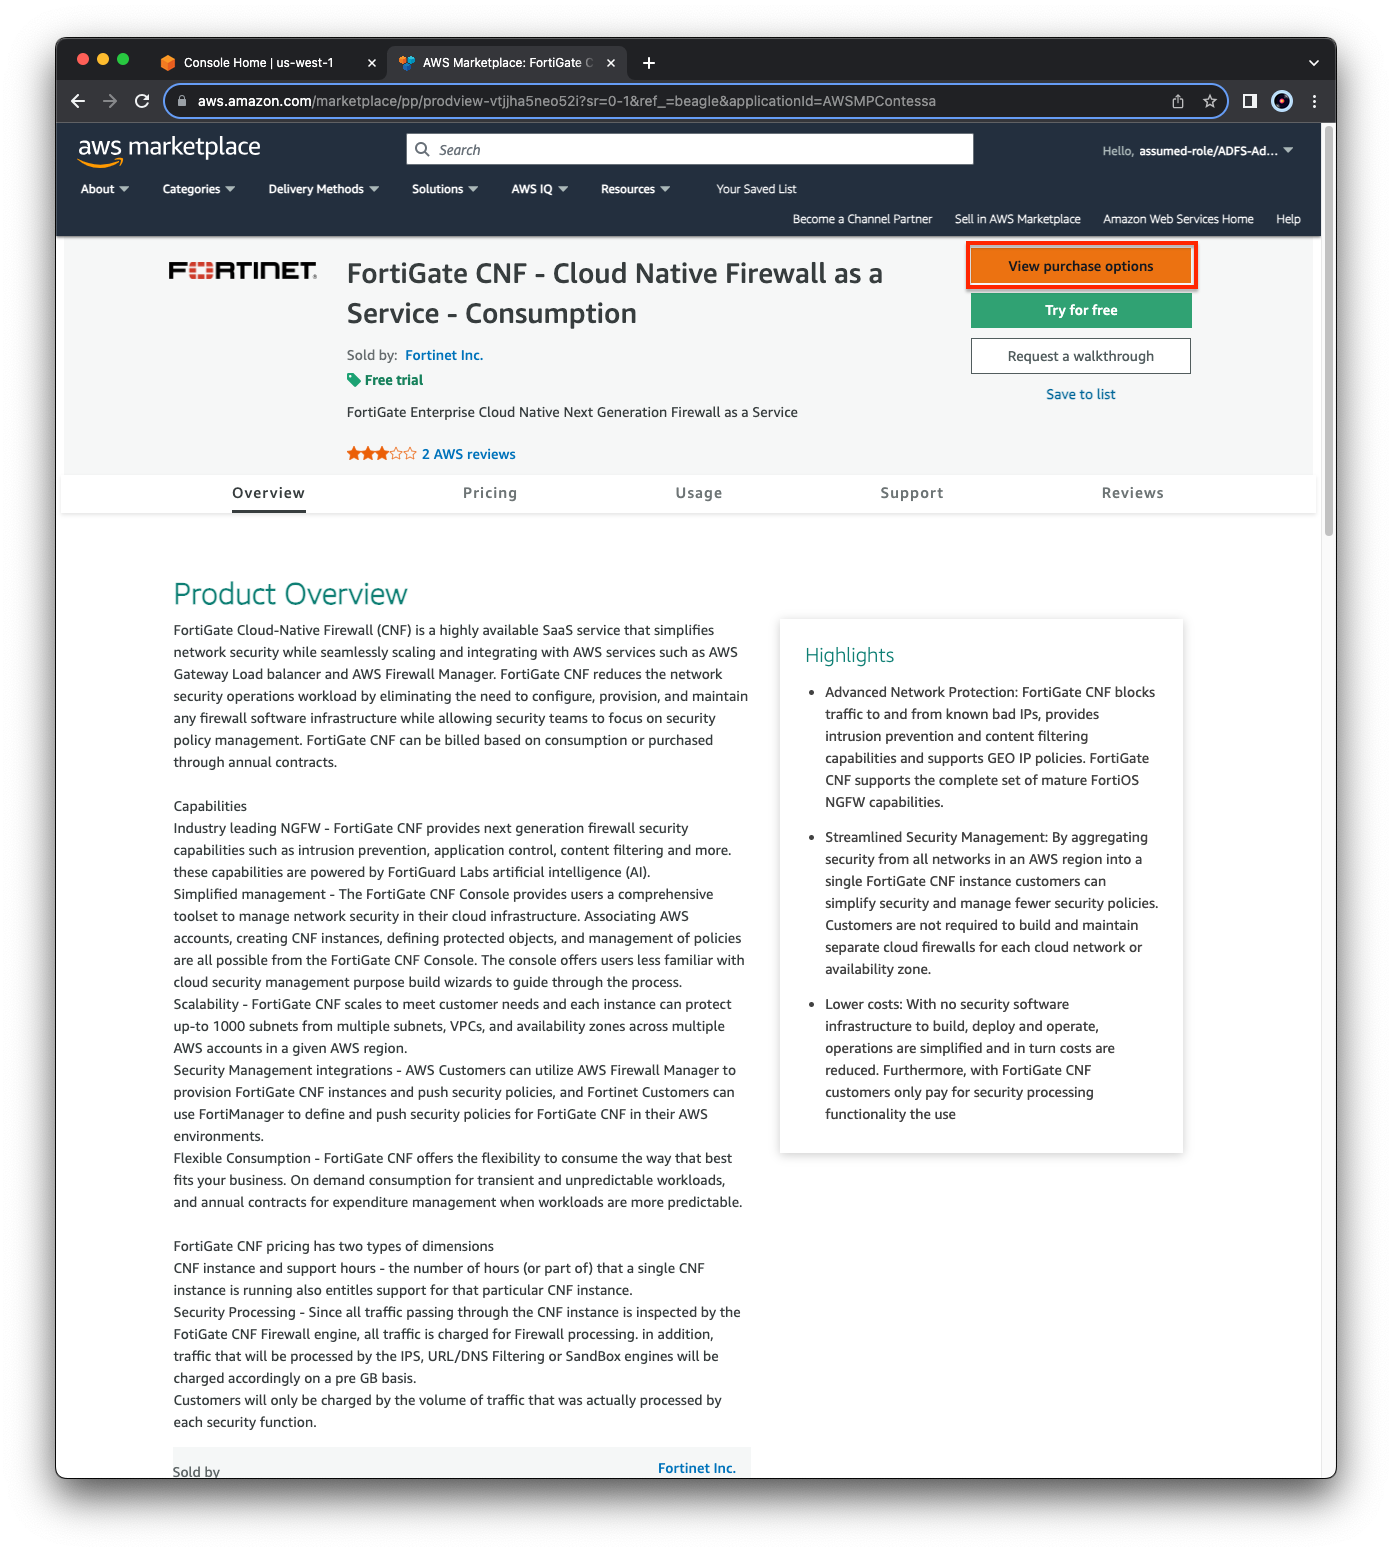 Console Home | us-west-1
AWS Marketplace: FortiGate C
aws.amazon.com/marketplace/pp/prodview-vtjjha5neo52i?sr=0-1&ref_=beagle&applicationId=AWSMPContessa
aws marketplace
Search
Hello, assumed-role/ADFS-Ad...
About
Categories
Delivery Methods
Solutions
AWS IQ
Resources
Your Saved List
Become a Channel Partner
Sell in AWS Marketplace
Amazon Web Services Home
Help
FORTINET
FortiGate CNF - Cloud Native Firewall as a
Service - Consumption
Sold by: Fortinet Inc.
Free trial
FortiGate Enterprise Cloud Native Next Generation Firewall as a Service
2 AWS reviews
View purchase options
Try for free
Request a walkthrough
Save to list
Overview
Pricing
Usage
Support
Reviews
Product Overview
FortiGate Cloud-Native Firewall (CNF) is a highly available SaaS service that simplifies
network security while seamlessly scaling and integrating with AWS services such as AWS
Gateway Load balancer and AWS Firewall Manager. FortiGate CNF reduces the network
security operations workload by eliminating the need to configure, provision, and maintain
any firewall software infrastructure while allowing security teams to focus on security
policy management. FortiGate CNF can be billed based on consumption or purchased
through annual contracts.
Capabilities
Industry leading NGFW - FortiGate CNF provides next generation firewall security
capabilities such as intrusion prevention, application control, content filtering and more.
these capabilities are powered by FortiGuard Labs artificial intelligence (AI).
Simplified management - The FortiGate CNF Console provides users a comprehensive
toolset to manage network security in their cloud infrastructure. Associating AWS
accounts, creating CNF instances, defining protected objects, and management of policies
are all possible from the FortiGate CNF Console. The console offers users less familiar with
cloud security management purpose build wizards to guide through the process.
Scalability - FortiGate CNF scales to meet customer needs and each instance can protect
up-to 1000 subnets from multiple subnets, VPCs, and availability zones across multiple
AWS accounts in a given AWS region.
Security Management integrations - AWS Customers can utilize AWS Firewall Manager to
provision FortiGate CNF instances and push security policies, and Fortinet Customers can
use FortiManager to define and push security policies for FortiGate CNF in their AWS
environments.
Flexible Consumption - FortiGate CNF offers the flexibility to consume the way that best
fits your business. On demand consumption for transient and unpredictable workloads,
and annual contracts for expenditure management when workloads are more predictable.
FortiGate CNF pricing has two types of dimensions
CNF instance and support hours - the number of hours (or part of) that a single CNF
instance is running also entitles support for that particular CNF instance.
Security Processing - Since all traffic passing through the CNF instance is inspected by the
FotiGate CNF Firewall engine, all traffic is charged for Firewall processing. in addition,
traffic that will be processed by the IPS, URL/DNS Filtering or SandBox engines will be
charged accordingly on a pre GB basis.
Customers will only be charged by the volume of traffic that was actually processed by
each security function.
Sold by
Fortinet Inc.
Highlights
• Advanced Network Protection: FortiGate CNF blocks
traffic to and from known bad IPs, provides
intrusion prevention and content filtering
capabilities and supports GEO IP policies. FortiGate
CNF supports the complete set of mature FortiOS
NGFW capabilities.
• Streamlined Security Management: By aggregating
security from all networks in an AWS region into a
single FortiGate CNF instance customers can
simplify security and manage fewer security policies.
Customers are not required to build and maintain
separate cloud firewalls for each cloud network or
availability zone.
• Lower costs: With no security software
infrastructure to build, deploy and operate,
operations are simplified and in turn costs are
reduced. Furthermore, with FortiGate CNF
customers only pay for security processing
functionality the use